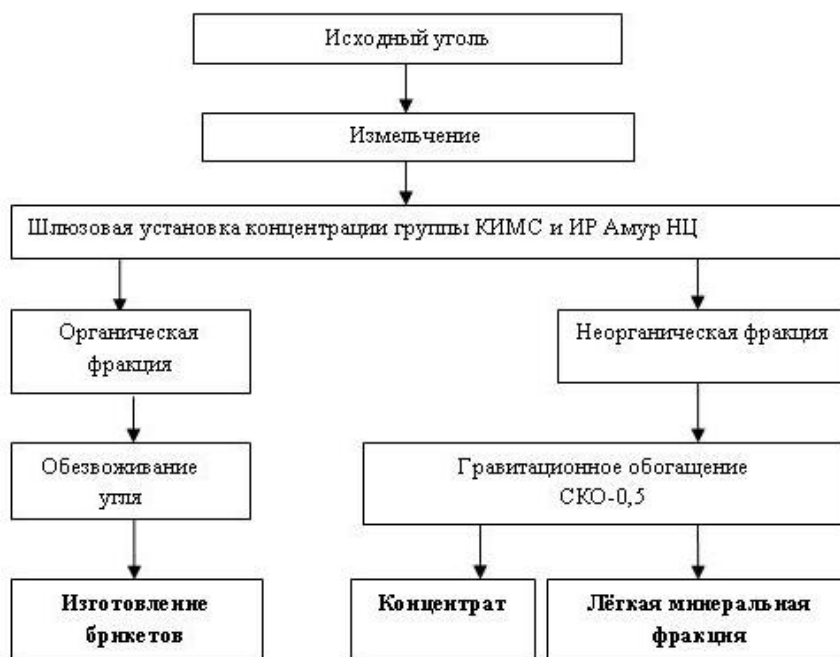 Исходный уголь
Измельчение
Шлюзовая установка концентрации группы КИМС и ИР Амур НЦ
Органическая
фракция
Неорганическая фракция
Обезвоживание
угля
Гравитационное обогащение
СКО-0,5
Изготовление
брикетов
Концентрат
Лёгкая минеральная
фракция